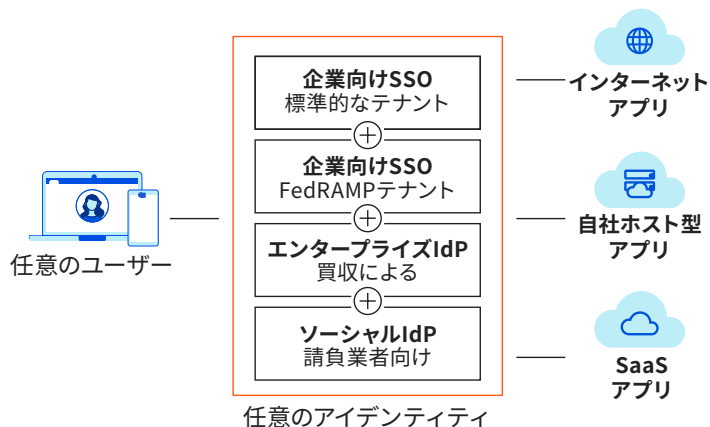 任意のユーザー
企業向けSSO
標準的なテナント
企業向けSSO
FedRAMPテナント
エンタープライズIdP
買収による
ソーシャルIdP
請負業者向け
任意のアイデンティティ
インターネット
アプリ
自社ホスト型
アプリ
SaaS
アプリ